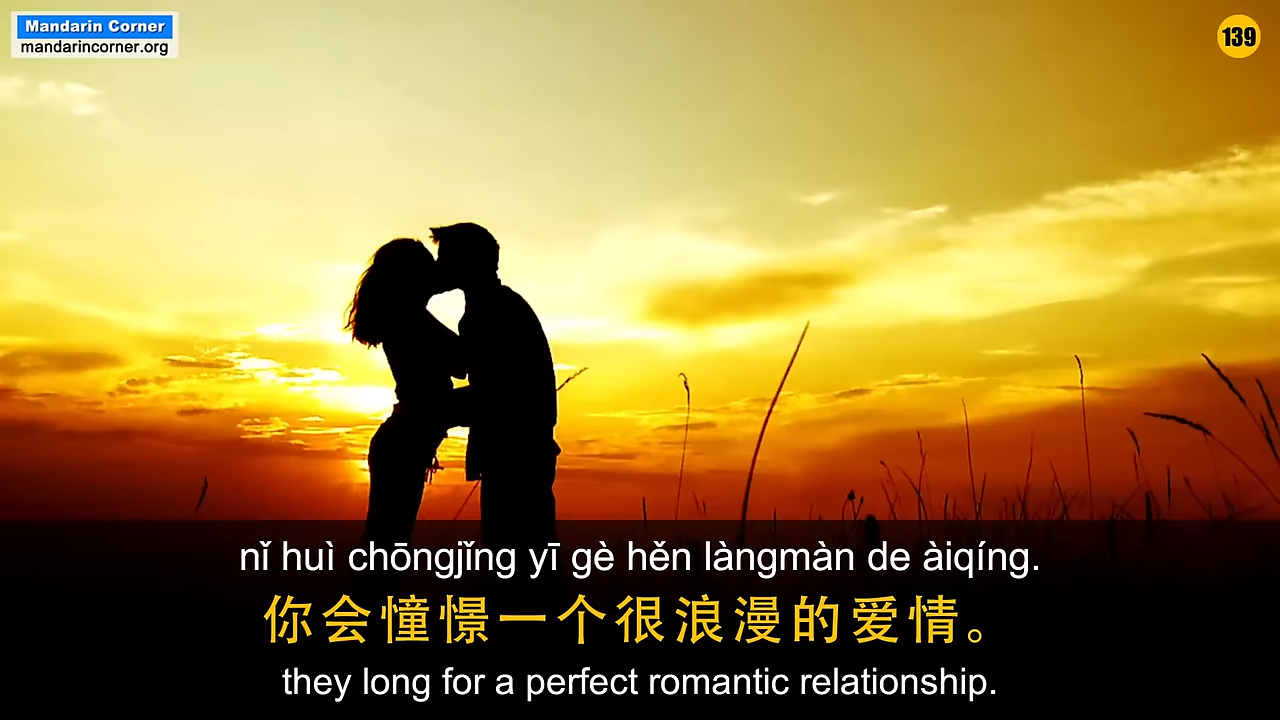 Mandarin Corner
mandarincorner.org
139
nǐ huì chōngjǐng yī gè hěn làngmàn de àiqíng.
你会憧憬一个很浪漫的爱情。
they long for a perfect romantic relationship.